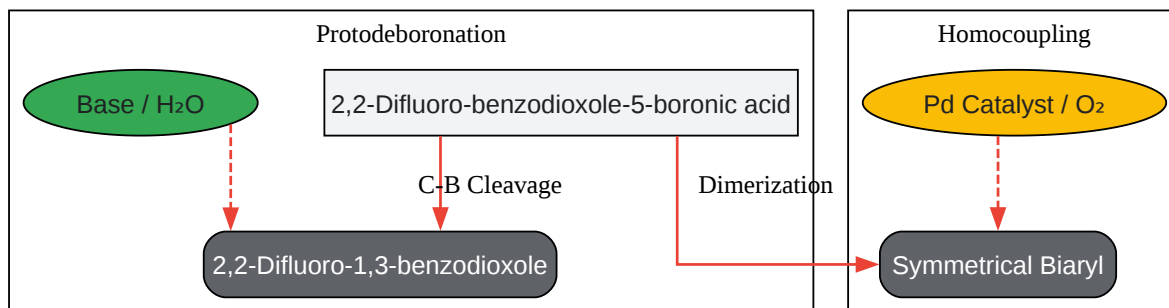 Protodeboronation
Homocoupling
Base / H₂O
2,2-Difluoro-benzodioxole-5-boronic acid
Pd Catalyst / O₂
C-B Cleavage
Dimerization
2,2-Difluoro-1,3-benzodioxole
Symmetrical Biaryl